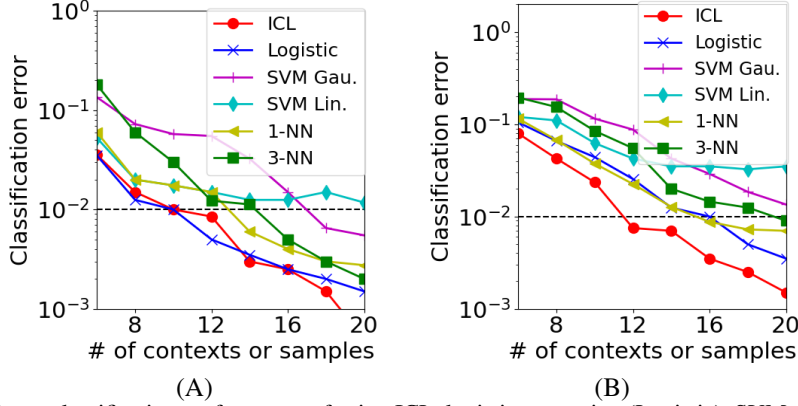 10⁰
10⁻¹
10⁻²
10⁻³
Classification error
ICL
Logistic
SVM Gau.
SVM Lin.
1-NN
3-NN
8 12 16 20
# of contexts or samples
(A)
10⁰
10⁻¹
10⁻²
10⁻³
Classification error
ICL
Logistic
SVM Gau.
SVM Lin.
1-NN
3-NN
8 12 16 20
# of contexts or samples
(B)